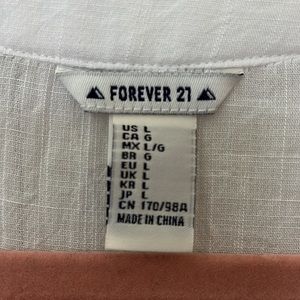 FOREVER 21
US L
CA G
MX L/G
BR G
EU L
UK L
KR L
JP L
CN 170/98A
MADE IN CHINA